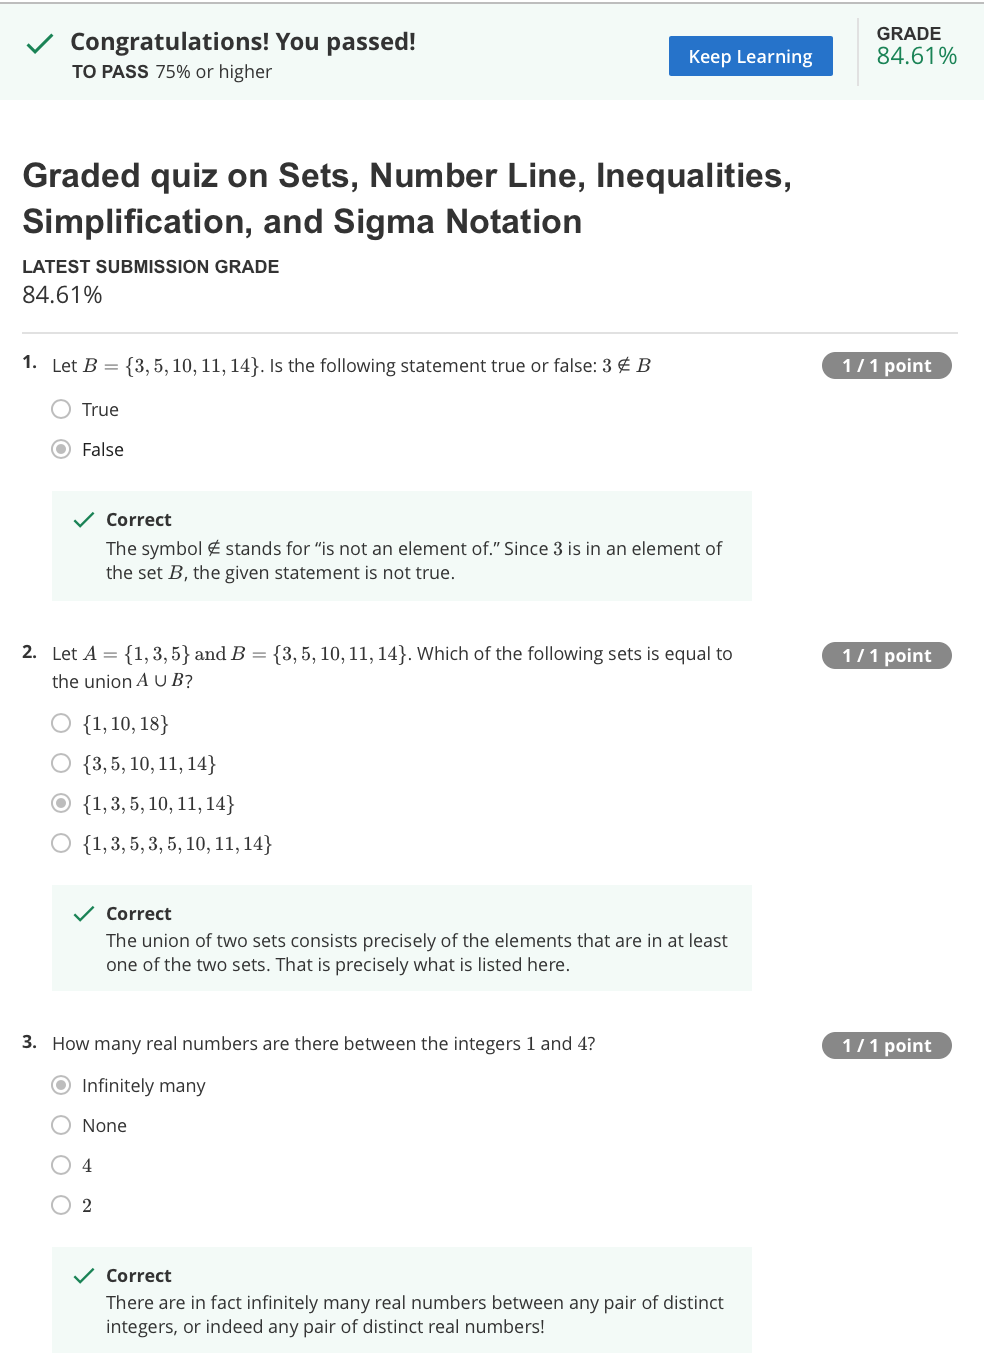 Congratulations! You passed!
TO PASS 75% or higher
Keep Learning
GRADE
84.61%
Graded quiz on Sets, Number Line, Inequalities,
Simplification, and Sigma Notation
LATEST SUBMISSION GRADE
84.61%
1. Let B = {3, 5, 10, 11, 14}. Is the following statement true or false: 3 ∉ B
1 / 1 point
True
False
Correct
The symbol ∉ stands for “is not an element of.” Since 3 is in an element of
the set B, the given statement is not true.
2. Let A = {1, 3, 5} and B = {3, 5, 10, 11, 14}. Which of the following sets is equal to
the union A ∪ B?
1 / 1 point
{1, 10, 18}
{3, 5, 10, 11, 14}
{1, 3, 5, 10, 11, 14}
{1, 3, 5, 3, 5, 10, 11, 14}
Correct
The union of two sets consists precisely of the elements that are in at least
one of the two sets. That is precisely what is listed here.
3. How many real numbers are there between the integers 1 and 4?
1 / 1 point
Infinitely many
None
4
2
Correct
There are in fact infinitely many real numbers between any pair of distinct
integers, or indeed any pair of distinct real numbers!